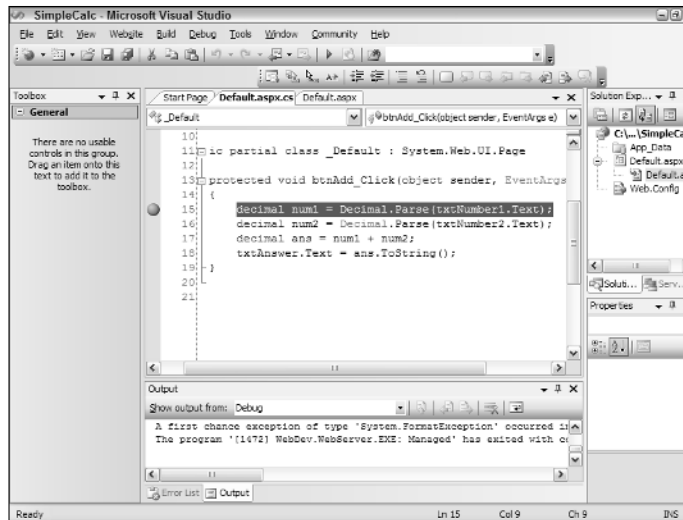 SimpleCalc - Microsoft Visual Studio
File Edit View Website Build Debug Tools Window Community Help
Toolbox
General
There are no usable
controls in this group.
Drag an item onto this
text to add it to the
toolbox.
Start Page Default.aspx.cs Default.aspx
_Default
btnAdd_Click(object sender, EventArgs e)
10
11 ic partial class _Default : System.Web.UI.Page
12
13 protected void btnAdd_Click(object sender, EventArgs
14 {
15 decimal num1 = Decimal.Parse(txtNumber1.Text);
16 decimal num2 = Decimal.Parse(txtNumber2.Text);
17 decimal ans = num1 + num2;
18 txtAnswer.Text = ans.ToString();
19 }
20
21
Output
Show output from: Debug
A first chance exception of type 'System.FormatException' occurred in
The program '[1472] WebDev.WebServer.EXE: Managed' has exited with
Error List Output
Solution Exp...
C:\...\SimpleCa
App_Data
Default.aspx
Default.a
Web.Config
Soluti... Serv...
Properties
Ready Ln 15 Col 9 Ch 9 INS